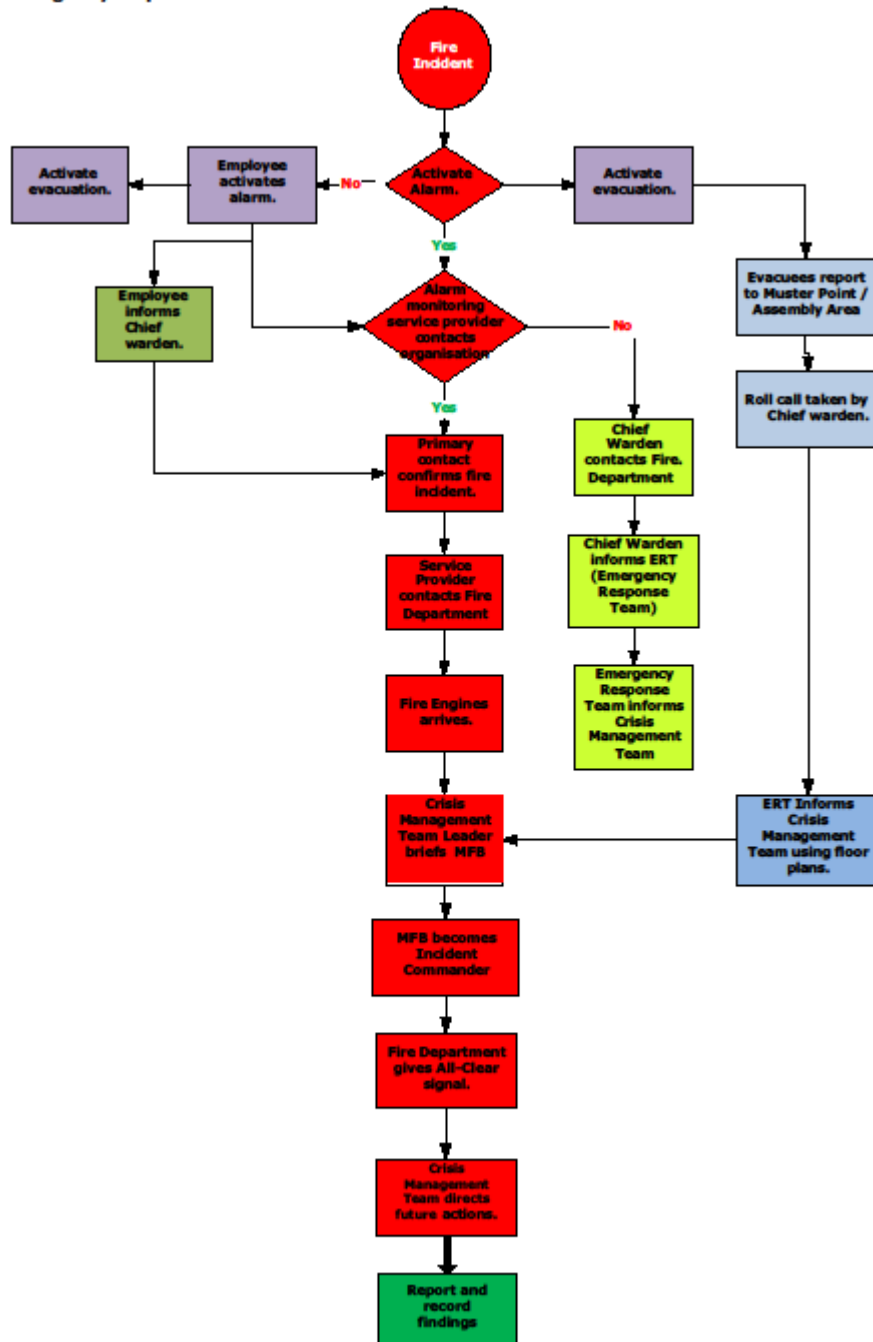 Fire
Incident
Activate
evacuation.
Employee
activates
alarm.
No
Activate
Alarm.
Activate
evacuation.
Yes
Employee
informs
Chief
warden.
Alarm
monitoring
service provider
contacts
organisation
No
Evacuees report
to Muster Point /
Assembly Area
Yes
Roll call taken by
Chief warden.
Primary
contact
confirms fire
incident.
Chief
Warden
contacts Fire.
Department
Service
Provider
contacts Fire
Department
Chief Warden
informs ERT
(Emergency
Response
Team)
Fire Engines
arrives.
Emergency
Response
Team informs
Crisis
Management
Team
Crisis
Management
Team Leader
briefs MFB
ERT Informs
Crisis
Management
Team using floor
plans.
MFB becomes
Incident
Commander
Fire Department
gives All-Clear
signal.
Crisis
Management
Team directs
future actions.
Report and
record
findings